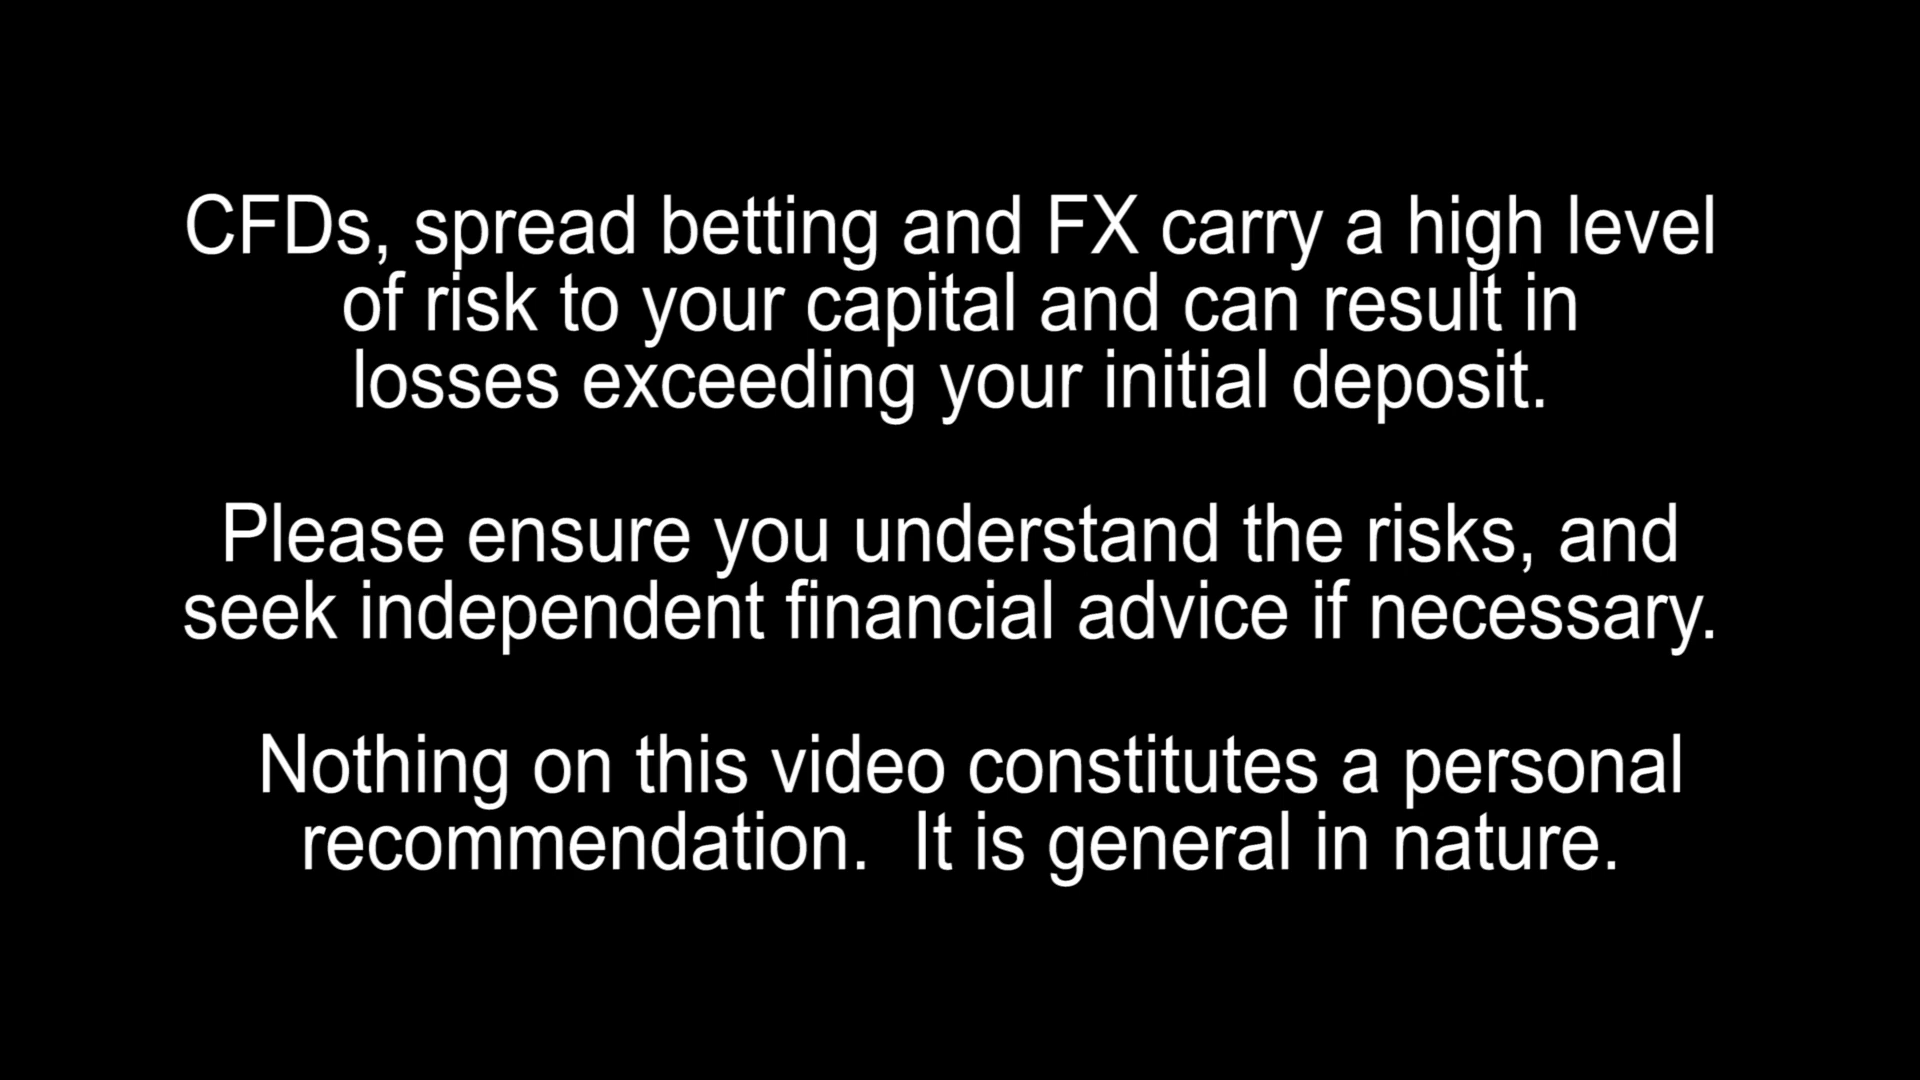 CFDs, spread betting and FX carry a high level
of risk to your capital and can result in
losses exceeding your initial deposit.
Please ensure you understand the risks, and
seek independent financial advice if necessary.
Nothing on this video constitutes a personal
recommendation.  It is general in nature.